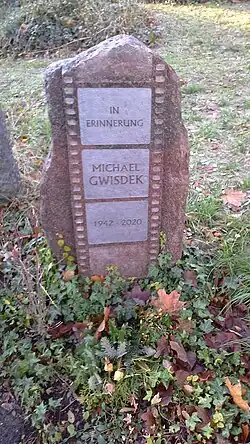 IN
ERINNERUNG
MICHAEL
GWISDEK
1942 - 2020